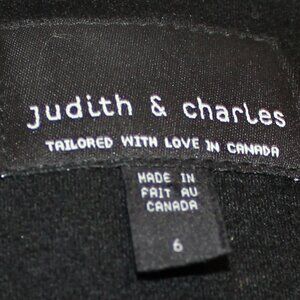 judith & charles
TAILORED WITH LOVE IN CANADA
MADE IN
FAIT AU
CANADA
6